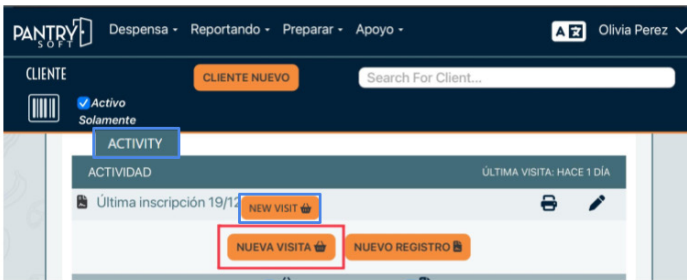 PANTRY
SOFT
Despensa
Reportando
Preparar
Apoyo
A
Olivia Perez
CLIENTE
CLIENTE NUEVO
Search For Client...
Activo
Solamente
ACTIVITY
ACTIVIDAD
ÚLTIMA VISITA: HACE 1 DÍA
Última inscripción 19/12
NEW VISIT
NUEVA VISITA
NUEVO REGISTRO